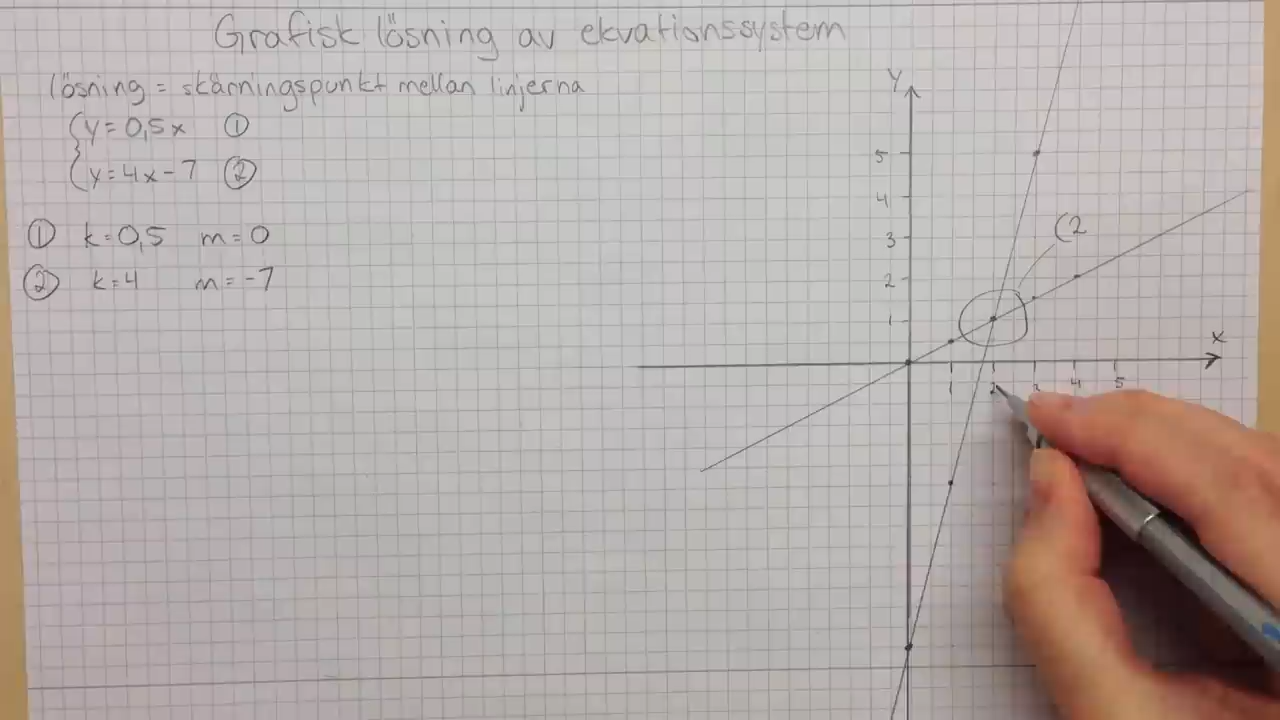 Grafisk lösning av ekvationssystem
lösning = skärningspunkt mellan linjerna
y = 0,5x ①
y = 4x - 7 ②
① k = 0,5 m = 0
② k = 4 m = -7
Y
5
4
3
2
1
(2
x
1 2 3 4 5